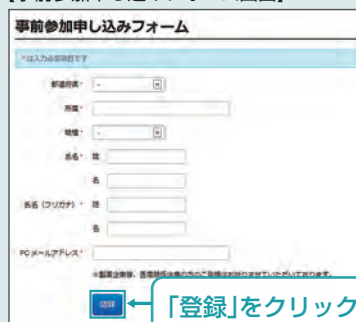 事前参加申し込みフォーム
*は入力必須項目です
都道府県* -
所属*
職種* -
氏名* 姓
名
氏名（フリガナ）* 姓
名
PCメールアドレス*
登録
「登録」をクリック